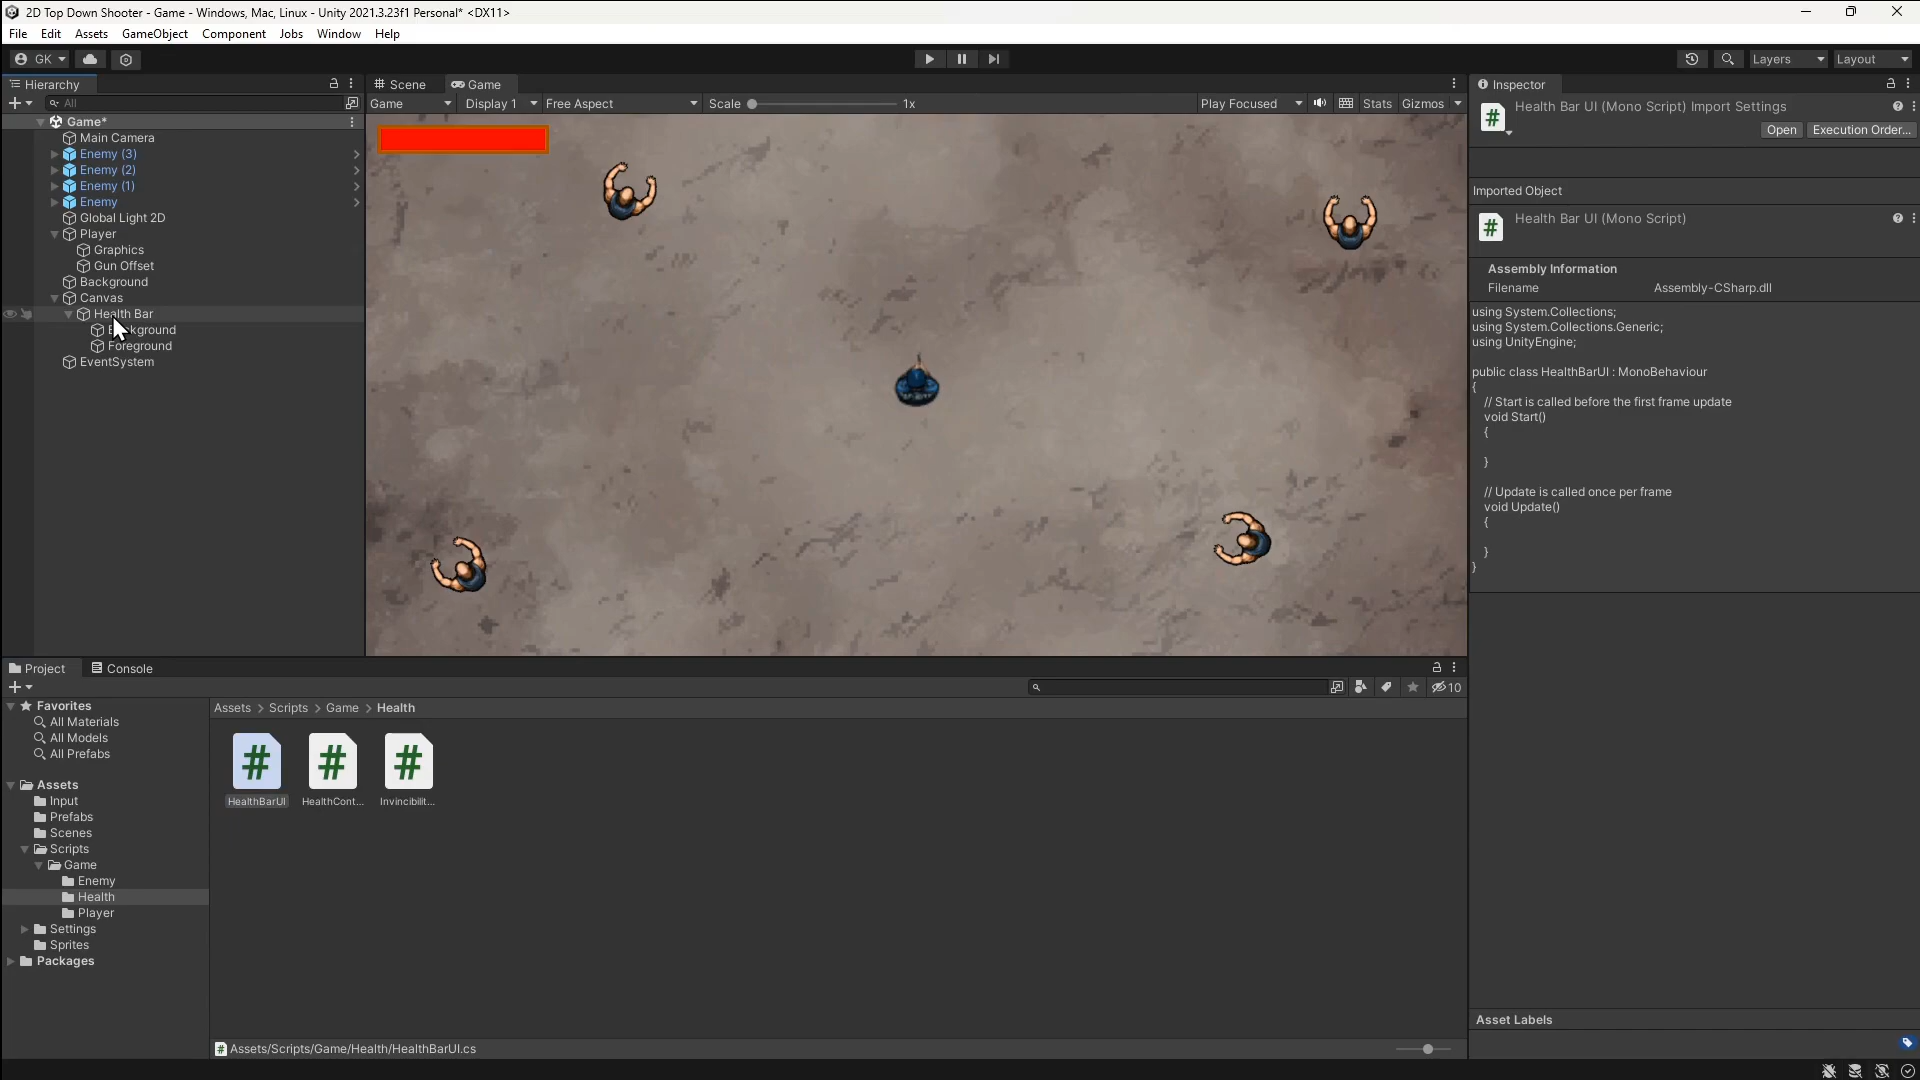 2D Top Down Shooter - Game - Windows, Mac, Linux - Unity 2021.3.23f1 Personal* <DX11>
File Edit Assets GameObject Component Jobs Window Help
GK Layers Layout
Hierarchy Scene Game Inspector
All Game Display 1 Free Aspect Scale 1x Play Focused Stats Gizmos
Health Bar UI (Mono Script) Import Settings
Open Execution Order...
Game*
Main Camera
Enemy (3)
Enemy (2)
Enemy (1)
Enemy
Global Light 2D
Player
Graphics
Gun Offset
Background
Canvas
Health Bar
Foreground
EventSystem
Imported Object
Health Bar UI (Mono Script)
Assembly Information
Filename Assembly-CSharp.dll
using System.Collections;
using System.Collections.Generic;
using UnityEngine;
public class HealthBarUI : MonoBehaviour
{
// Start is called before the first frame update
void Start()
{
}
// Update is called once per frame
void Update()
{
}
}
Project Console
10
Favorites
All Materials
All Models
All Prefabs
Assets
Input
Prefabs
Scenes
Scripts
Game
Enemy
Health
Player
Settings
Sprites
Packages
Assets > Scripts > Game > Health
HealthBarUI HealthCont... Invincibilit...
Assets/Scripts/Game/Health/HealthBarUI.cs
Asset Labels